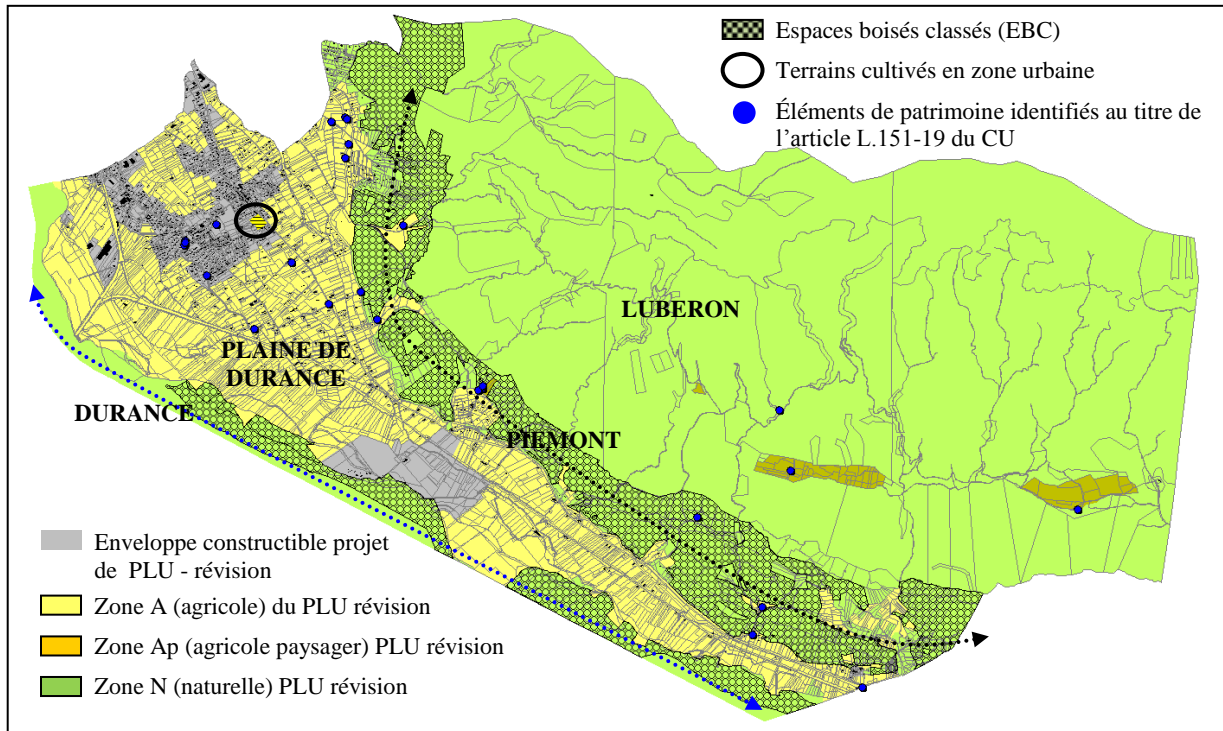 Espaces boisés classés (EBC)
Terrains cultivés en zone urbaine
Éléments de patrimoine identifiés au titre de
l'article L.151-19 du CU
LUBERON
PLAINE DE
DURANCE
DURANCE
PIEMONT
Enveloppe constructible projet
de PLU - révision
Zone A (agricole) du PLU révision
Zone Ap (agricole paysager) PLU révision
Zone N (naturelle) PLU révision